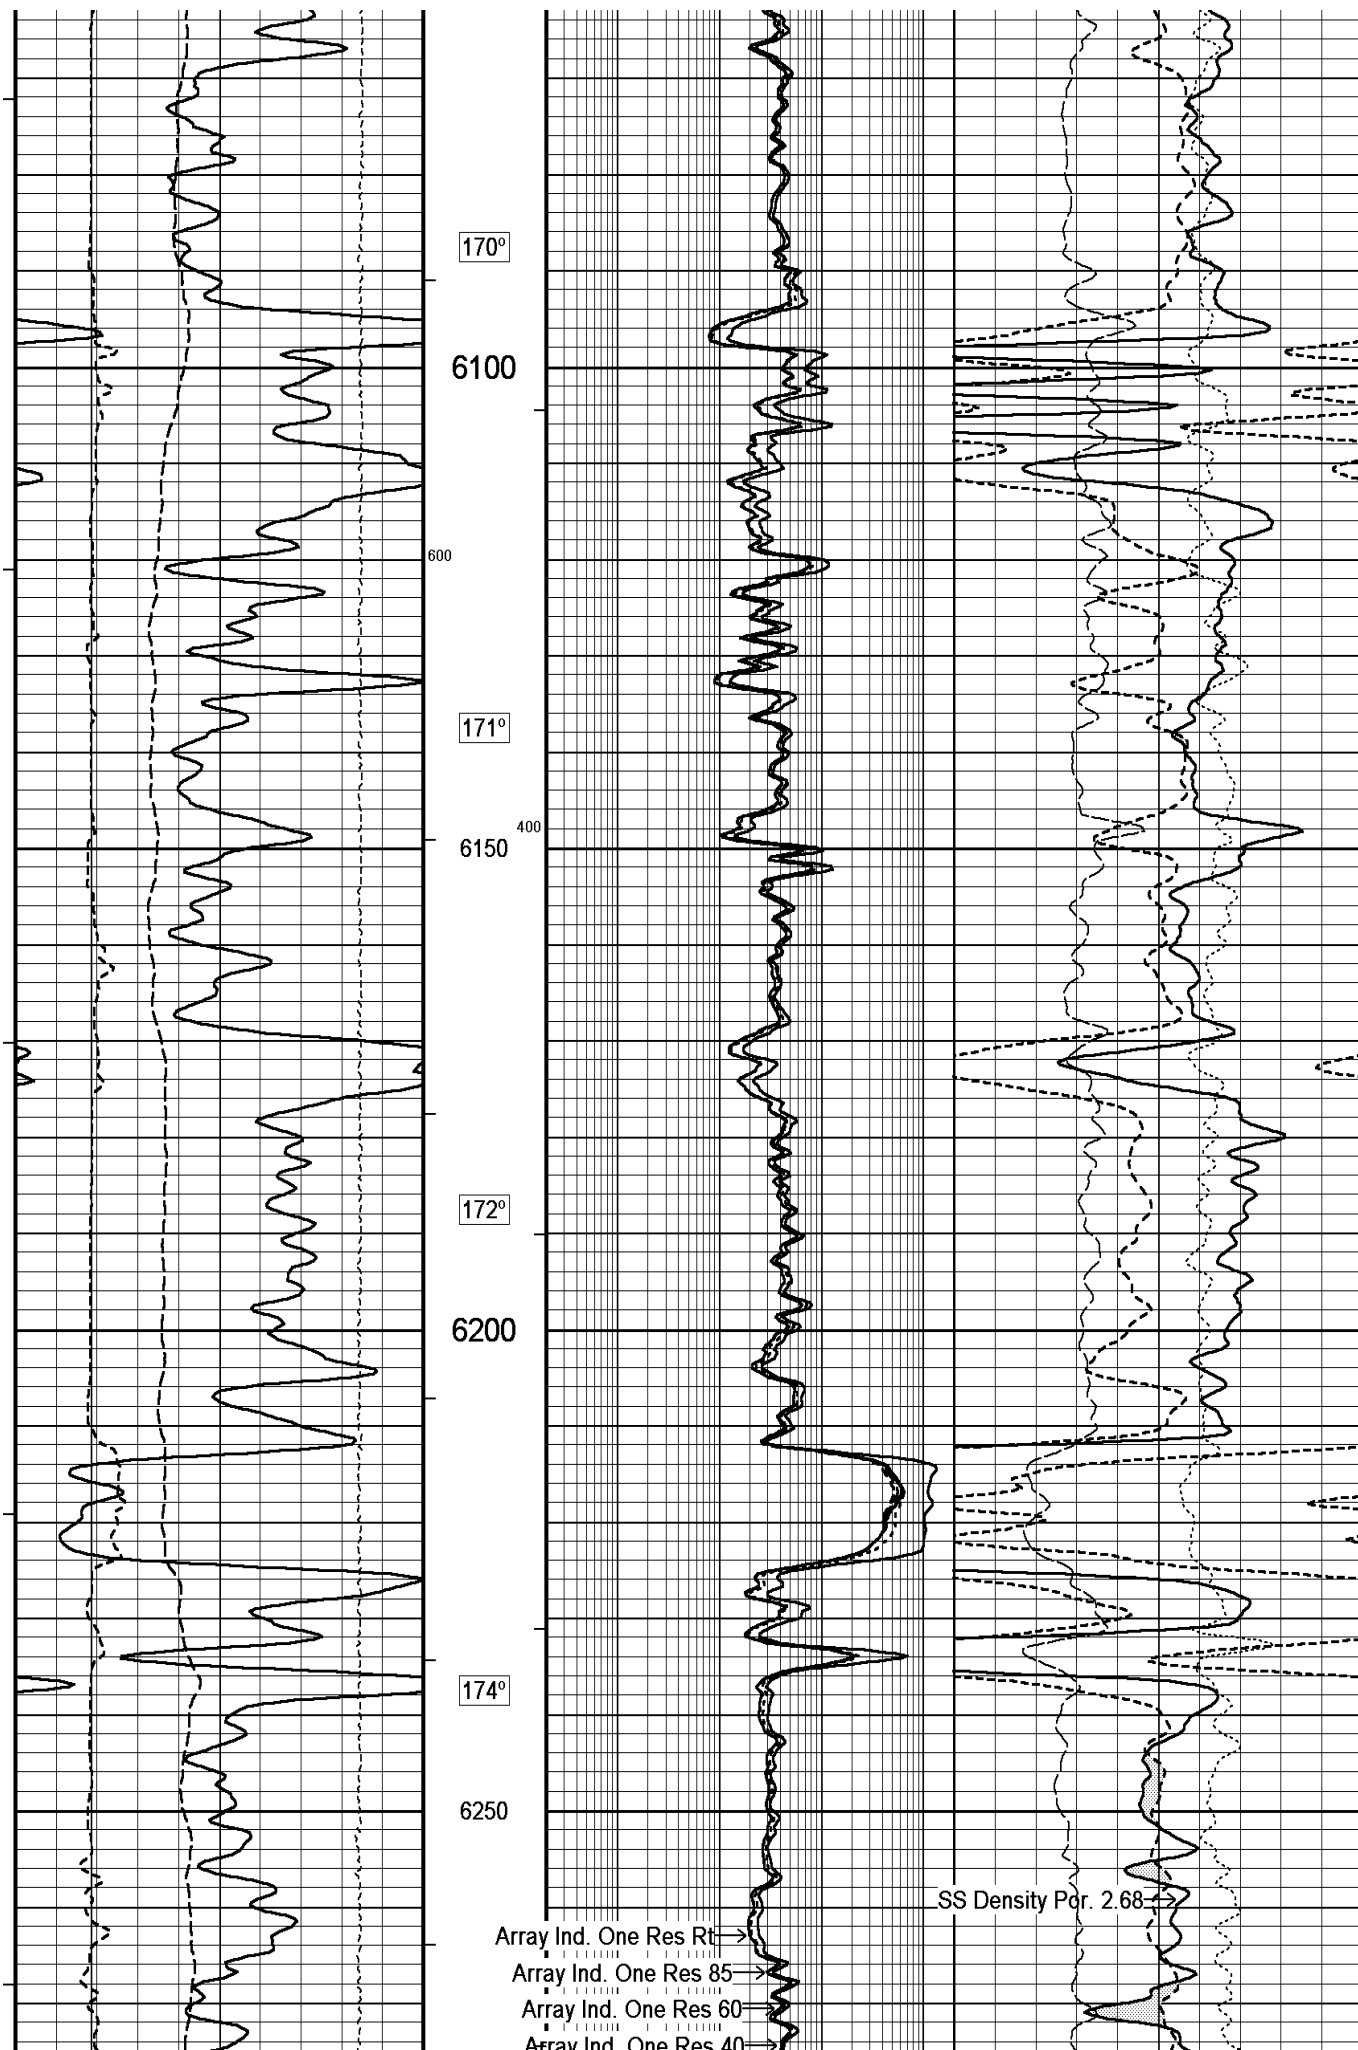 170°
6100
600
171°
400
6150
172°
6200
174°
6250
SS Density Por. 2.68
Array Ind. One Res Rt
Array Ind. One Res 85
Array Ind. One Res 60
Array Ind. One Res 40